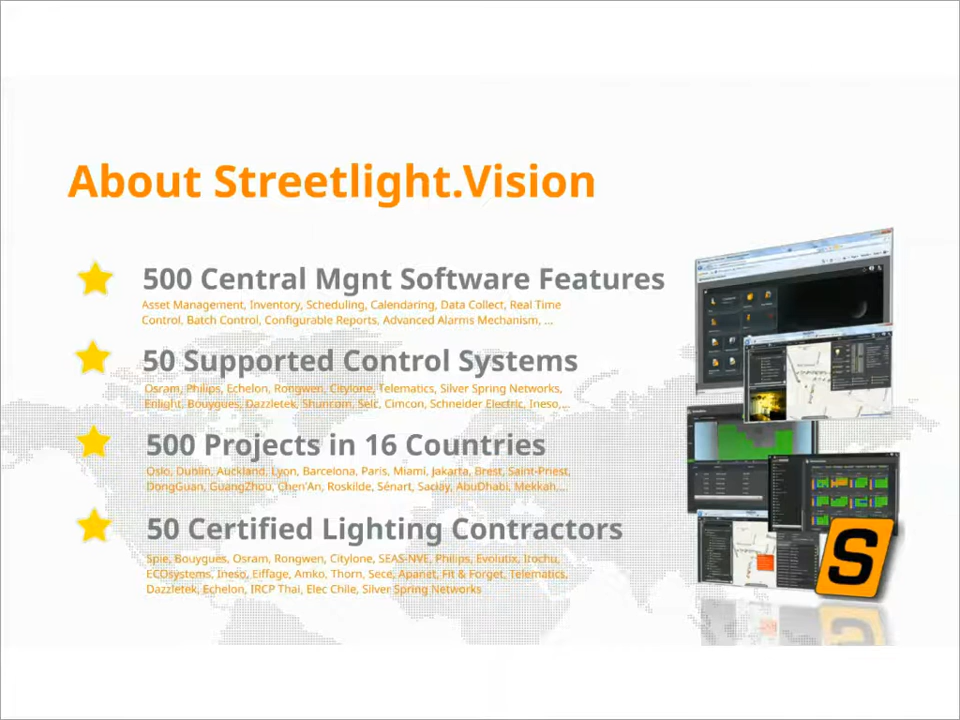 About Streetlight.Vision
500 Central Mgnt Software Features
Asset Management, Inventory, Scheduling, Calendaring, Data Collect, Real Time
Control, Batch Control, Configurable Reports, Advanced Alarms Mechanism, ...
50 Supported Control Systems
Osram, Philips, Echelon, Rongwen, Citylone, Telematics, Silver Spring Networks,
Enlight, Bouygues, Dazzletek, Shuncom, Selc, Cimcon, Schneider Electric, Ineso,...
500 Projects in 16 Countries
Oslo, Dublin, Auckland, Lyon, Barcelona, Paris, Miami, Jakarta, Brest, Saint-Priest,
DongGuan, GuangZhou, Chen'An, Roskilde, Sénart, Saclay, AbuDhabi, Mekkah,...
50 Certified Lighting Contractors
Spie, Bouygues, Osram, Rongwen, Citylone, SEAS-NVE, Philips, Evolutix, Itochu,
ECOsystems, Ineso, Eiffage, Amko, Thorn, Sece, Apanet, Fit & Forget, Telematics,
Dazzletek, Echelon, IRCP Thai, Elec Chile, Silver Spring Networks
S